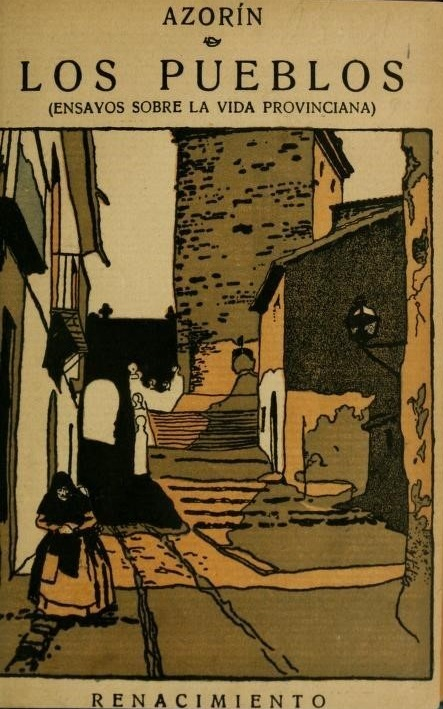 AZORÍN
LOS PUEBLOS
(ENSAYOS SOBRE LA VIDA PROVINCIANA)
RENACIMIENTO